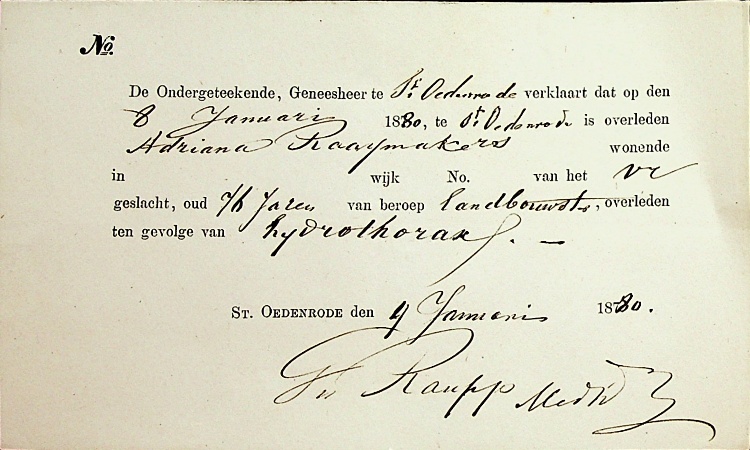 No.
De Ondergeteekende, Geneesheer te St. Oedenrode verklaart dat op den
8 Januari 1880, te St. Oedenrode is overleden
Adriana Raaymakers wonende
in wijk No. van het vr
geslacht, oud 76 Jaren van beroep landbouwster, overleden
ten gevolge van hydrothorax. —
St. Oedenrode den 9 Januari 1880.
Raupp Med